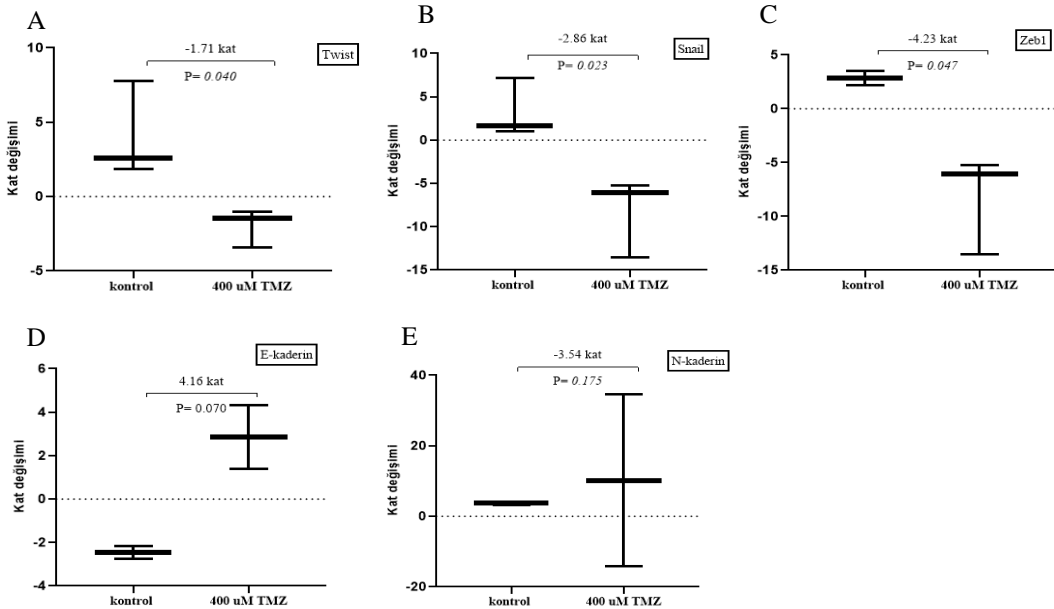 A
-1.71 kat
Twist
P= 0.040
10
5
0
-5
Kat değişimi
kontrol
400 uM TMZ
B
-2.86 kat
Snail
P= 0.023
10
5
0
-5
-10
-15
Kat değişimi
kontrol
400 uM TMZ
C
-4.23 kat
Zeb1
P= 0.047
5
0
-5
-10
-15
Kat değişimi
kontrol
400 uM TMZ
D
E-kaderin
4.16 kat
P= 0.070
6
4
2
0
-2
-4
Kat değişimi
kontrol
400 uM TMZ
E
-3.54 kat
N-kaderin
P= 0.175
40
20
0
-20
Kat değişimi
kontrol
400 uM TMZ